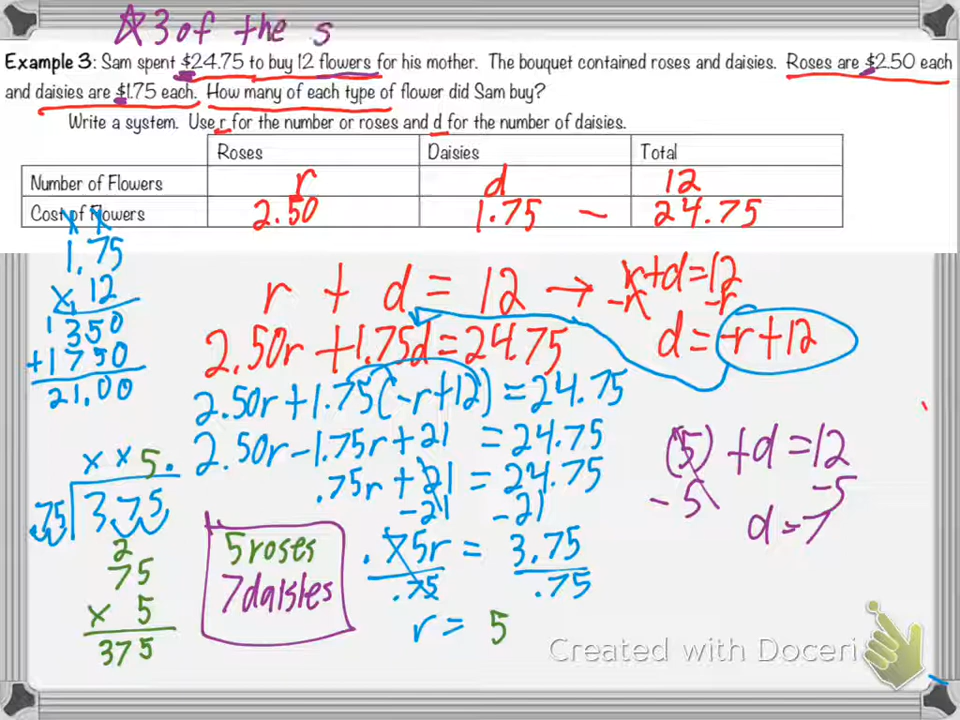 ☆3 of the s
Example 3: Sam spent $24.75 to buy 12 flowers for his mother. The bouquet contained roses and daisies. Roses are $2.50 each
and daisies are $1.75 each. How many of each type of flower did Sam buy?
Write a system. Use r for the number or roses and d for the number of daisies.
Roses Daisies Total
Number of Flowers r d 12
Cost of Flowers 2.50 1.75 – 24.75
x x
1.75
x 12
1
350
+1750
21.00
r + d = 12 → r+d=12
-r -r
d = -r+12
2.50r +1.75d = 24.75
2.50r+1.75(-r+12) = 24.75
2.50r-1.75r+21 = 24.75
.75r + 21 = 24.75
-21 -21
.75r = 3.75
.75 .75
r = 5
x x 5.
.75 3.75
2
75
x 5
375
5 roses
7 daisies
(5) +d = 12
-5 -5
d = 7
Created with Doceri